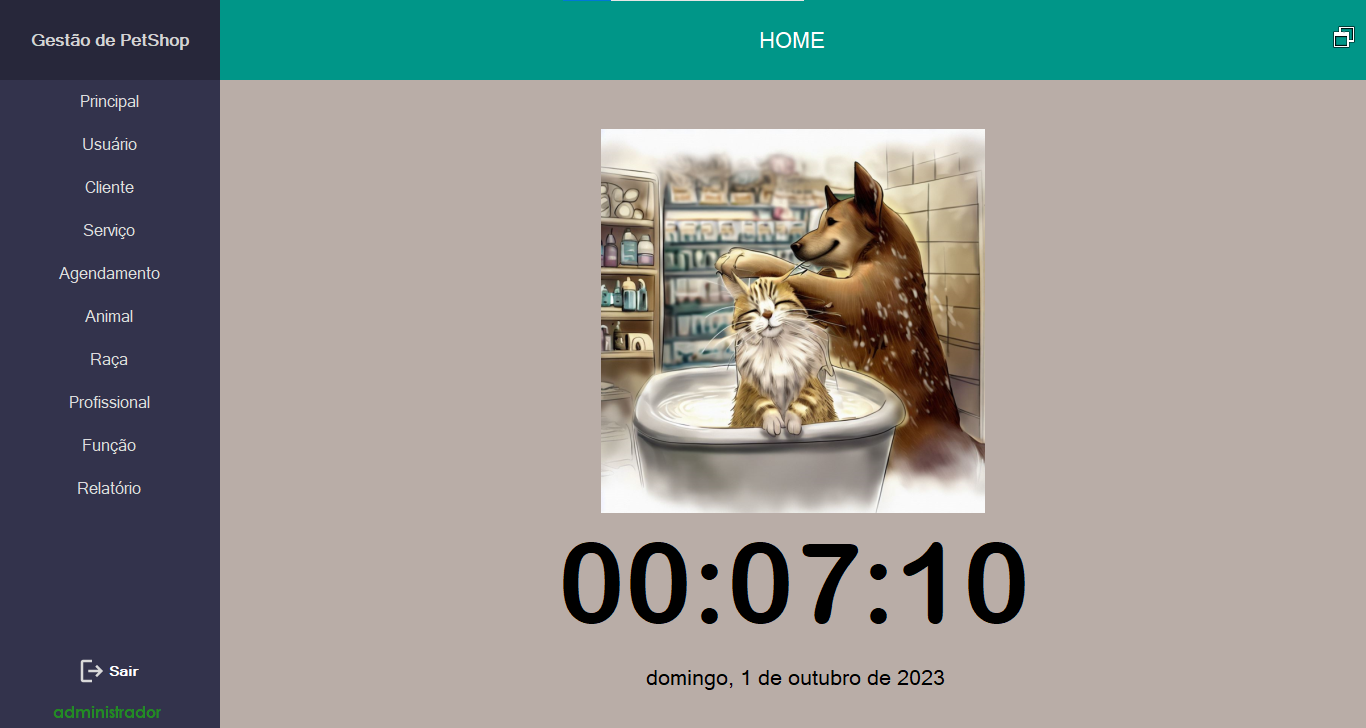 Gestão de PetShop
HOME
Principal
Usuário
Cliente
Serviço
Agendamento
Animal
Raça
Profissional
Função
Relatório
00:07:10
domingo, 1 de outubro de 2023
Sair
administrador